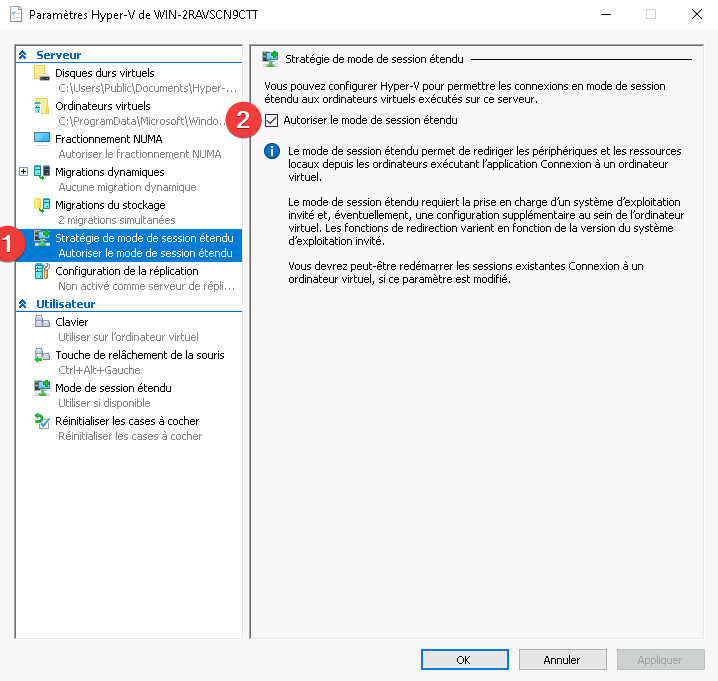 Paramètres Hyper-V de WIN-2RAVSCN9CTT
Serveur
Disques durs virtuels
C:\Users\Public\Documents\Hyper-...
Ordinateurs virtuels
C:\ProgramData\Microsoft\Windo...
Fractionnement NUMA
Autoriser le fractionnement NUMA
Migrations dynamiques
Aucune migration dynamique
Migrations du stockage
2 migrations simultanées
1
Stratégie de mode de session étendu
Autoriser le mode de session étendu
Configuration de la réplication
Non activé comme serveur de répli...
Utilisateur
Clavier
Utiliser sur l'ordinateur virtuel
Touche de relâchement de la souris
Ctrl+Alt+Gauche
Mode de session étendu
Utiliser si disponible
Réinitialiser les cases à cocher
Réinitialiser les cases à cocher
Stratégie de mode de session étendu
Vous pouvez configurer Hyper-V pour permettre les connexions en mode de session
étendu aux ordinateurs virtuels exécutés sur ce serveur.
2
Autoriser le mode de session étendu
Le mode de session étendu permet de rediriger les périphériques et les ressources
locaux depuis les ordinateurs exécutant l'application Connexion à un ordinateur
virtuel.
Le mode de session étendu requiert la prise en charge d'un système d'exploitation
invité et, éventuellement, une configuration supplémentaire au sein de l'ordinateur
virtuel. Les fonctions de redirection varient en fonction de la version du système
d'exploitation invité.
Vous devrez peut-être redémarrer les sessions existantes Connexion à un
ordinateur virtuel, si ce paramètre est modifié.
OK
Annuler
Appliquer